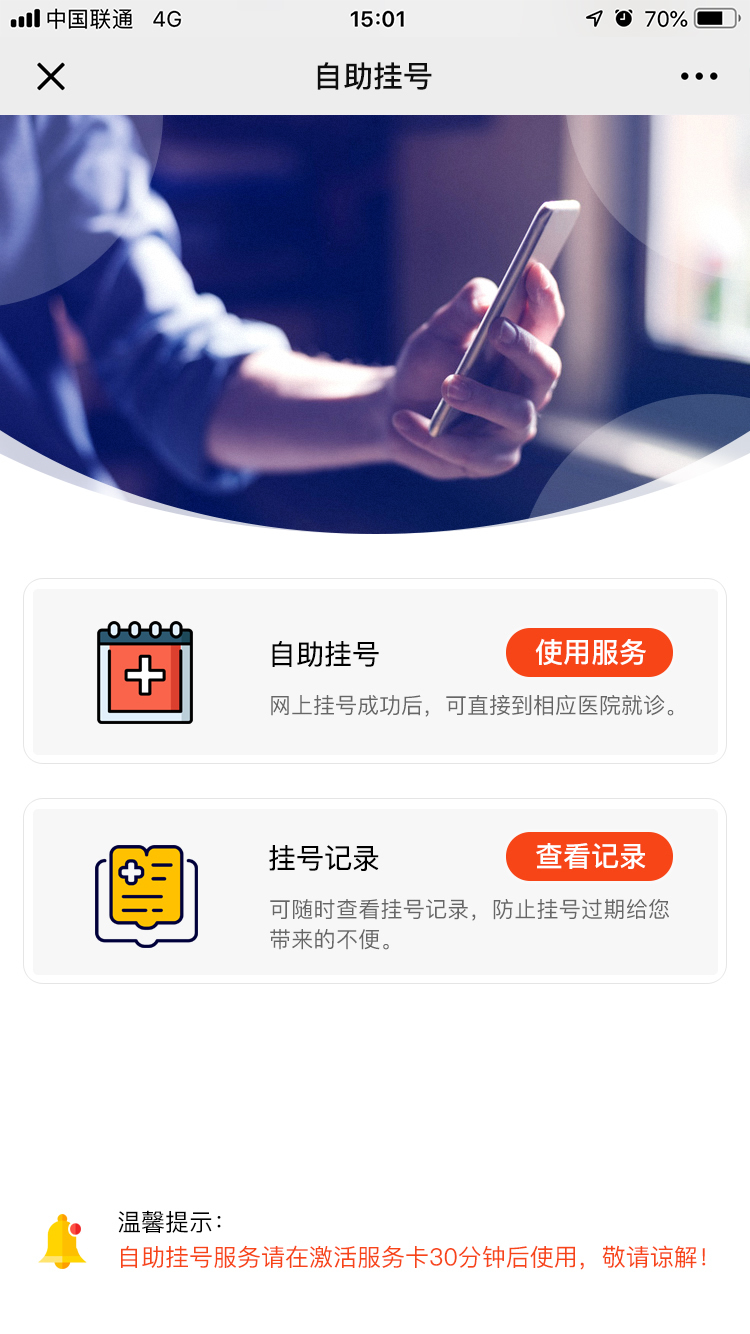 中国联通 4G 15:01 70%
自助挂号
自助挂号 使用服务
网上挂号成功后，可直接到相应医院就诊。
挂号记录 查看记录
可随时查看挂号记录，防止挂号过期给您
带来的不便。
温馨提示：
自助挂号服务请在激活服务卡30分钟后使用，敬请谅解！